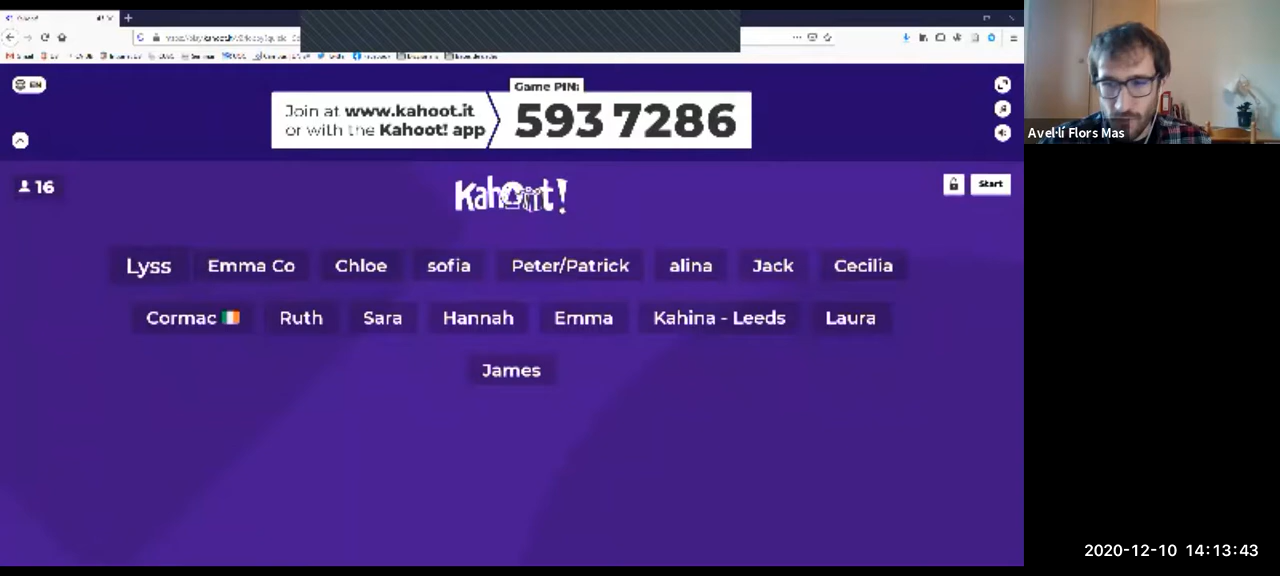 EN
Game PIN:
Join at www.kahoot.it
or with the Kahoot! app
593 7286
Avel·lí Flors Mas
16
Kahoot!
Start
Lyss Emma Co Chloe sofia Peter/Patrick alina Jack Cecilia
Cormac 🇮🇪 Ruth Sara Hannah Emma Kahina - Leeds Laura
James
2020-12-10 14:13:43